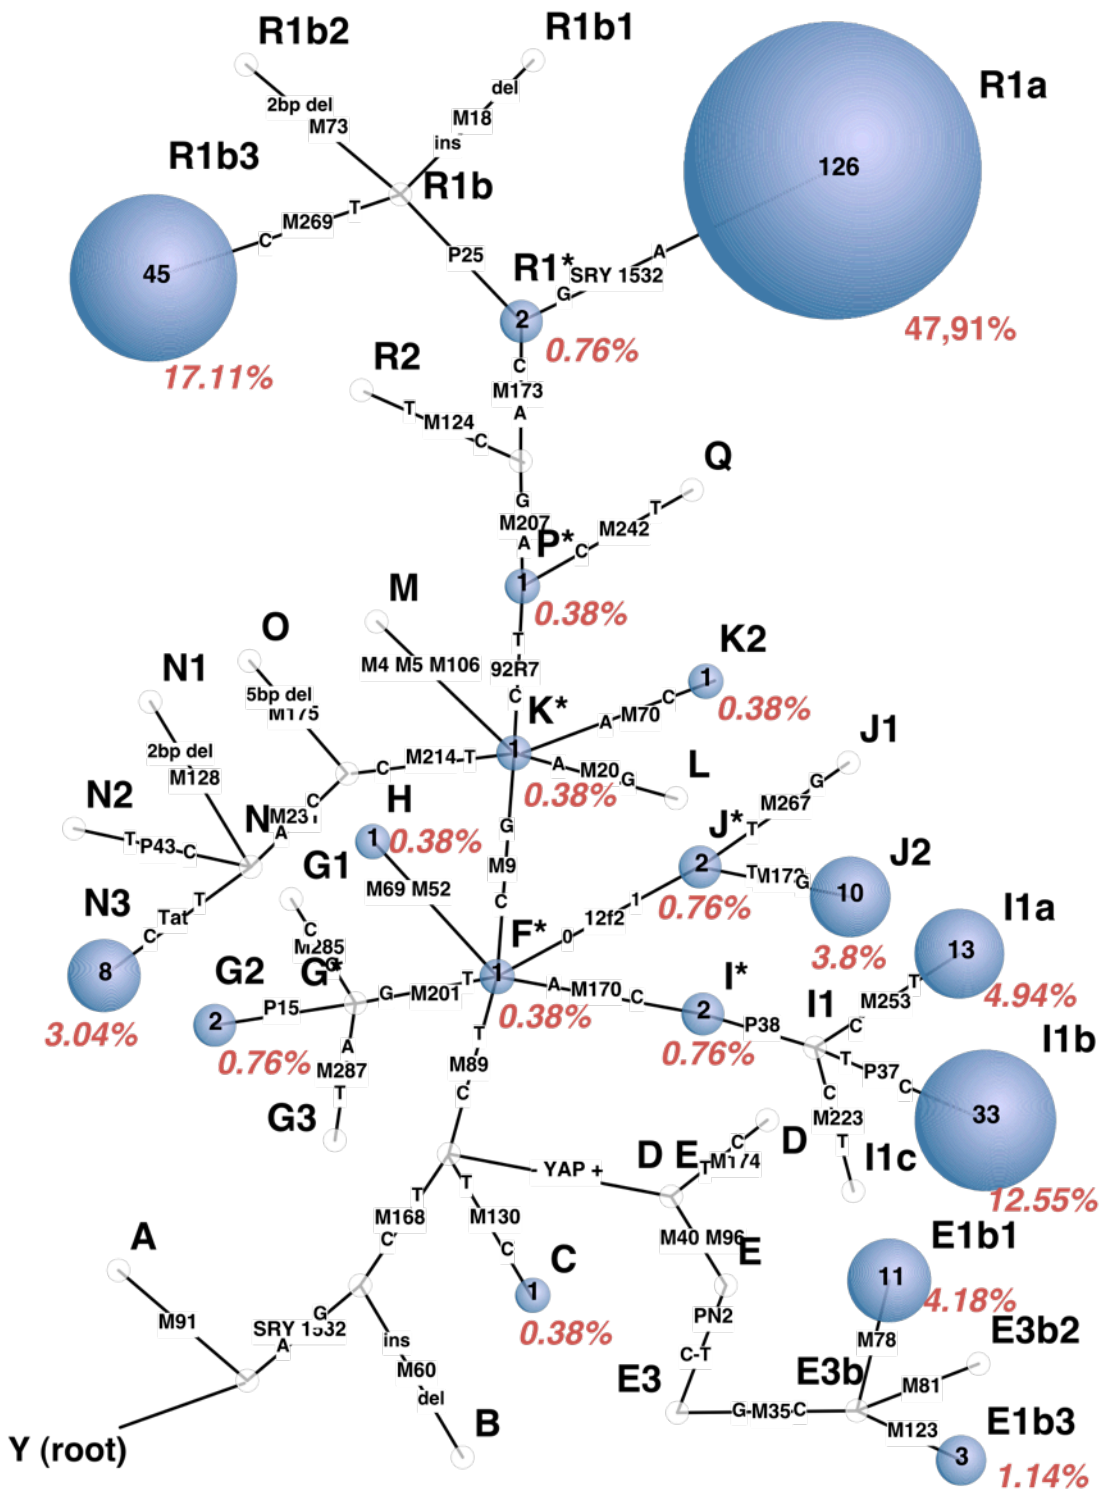 R1b2
R1b1
R1a
2bp del
M73
del
M18
ins
126
R1b3
R1b
T
M269
C
45
17.11%
P25
R1*
A
SRY 1532
G
2
0.76%
47,91%
R2
C
M173
A
T
M124
C
Q
G
M207
A
P*
T
M242
C
1
0.38%
M
O
T
92R7
C
K2
1
0.38%
M4 M5 M106
N1
5bp del
M175
K*
C
M70
A
J1
2bp del
M128
C
M214
T
1
0.38%
A
M20
G
L
N2
H
G
M267
T
J*
N
C
A
T
P43
C
1
0.38%
G
M9
C
2
0.76%
T
M172
G
10
J2
3.8%
G1
M69 M52
N3
T
Tat
C
8
3.04%
F*
1
12f2
0
I1a
C
M285
G
G2
G*
T
M201
G
1
0.38%
A
M170
C
I*
2
0.76%
13
4.94%
T
M253
C
I1
P15
2
0.76%
P38
I1b
A
M287
T
G3
T
M89
C
T
P37
C
33
12.55%
C
M223
T
I1c
D
C
M174
T
D E
YAP +
T
M168
C
T
M130
C
M40 M96
E
A
C
1
0.38%
E1b1
11
4.18%
M91
G
SRY 1532
A
ins
M60
del
PN2
C-T
M78
E3b2
E3
E3b
M81
G-M35-C
M123
E1b3
B
3
1.14%
Y (root)